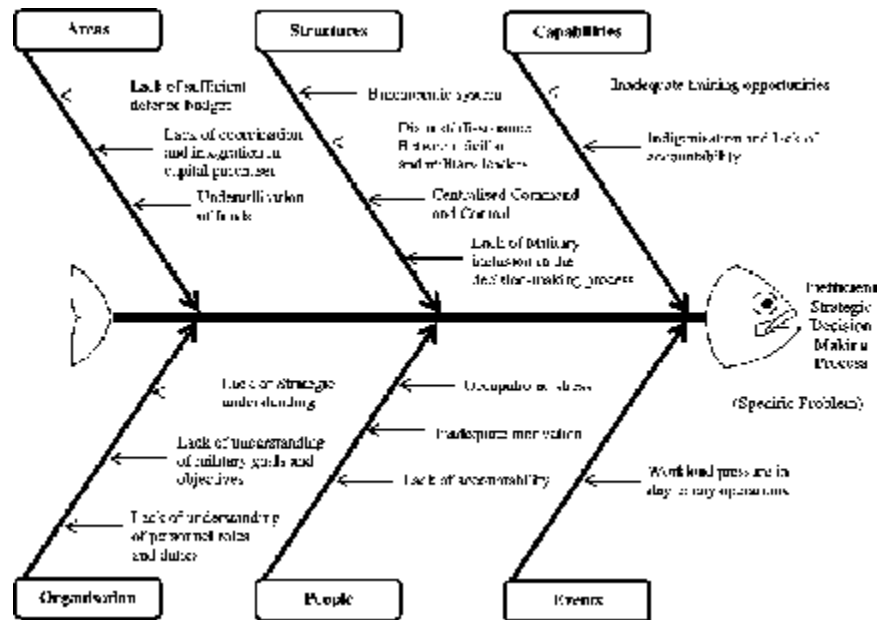 Areas
Structures
Capabilities
Lack of sufficient
defense budget
Lack of coordination
and integration in
capital purchases
Underutilization
of funds
Bureaucratic system
Between civilian
and military leaders
Centralised Command
and Control
Lack of Military
inclusion in the
decision-making process
Inadequate training opportunities
Indigenisation and lack of
accountability
Inefficient
Strategic
Decision
Making
Process
(Specific Problem)
Lack of Strategic
understanding
Lack of understanding
of military goals and
objectives
Lack of understanding
of personnel roles
and duties
Occupational stress
Inadequate motivation
Lack of accountability
Workload pressure in
day to day operations
Organisation
People
Events